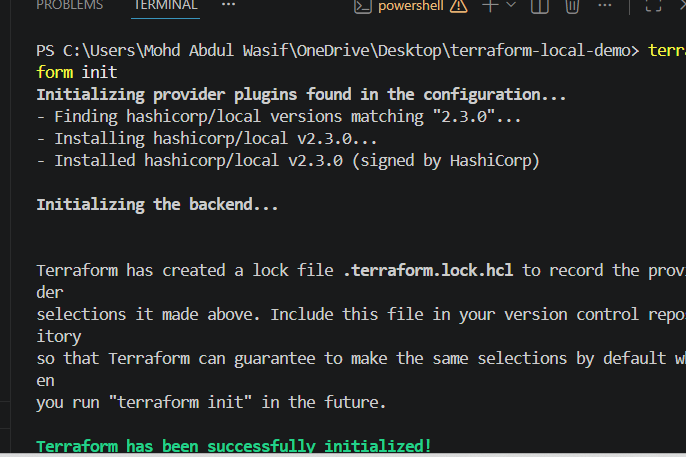 PROBLEMS TERMINAL ... powershell
PS C:\Users\Mohd Abdul Wasif\OneDrive\Desktop\terraform-local-demo> terra
form init
Initializing provider plugins found in the configuration...
- Finding hashicorp/local versions matching "2.3.0"...
- Installing hashicorp/local v2.3.0...
- Installed hashicorp/local v2.3.0 (signed by HashiCorp)
Initializing the backend...
Terraform has created a lock file .terraform.lock.hcl to record the provi
der
selections it made above. Include this file in your version control repos
itory
so that Terraform can guarantee to make the same selections by default wh
en
you run "terraform init" in the future.
Terraform has been successfully initialized!